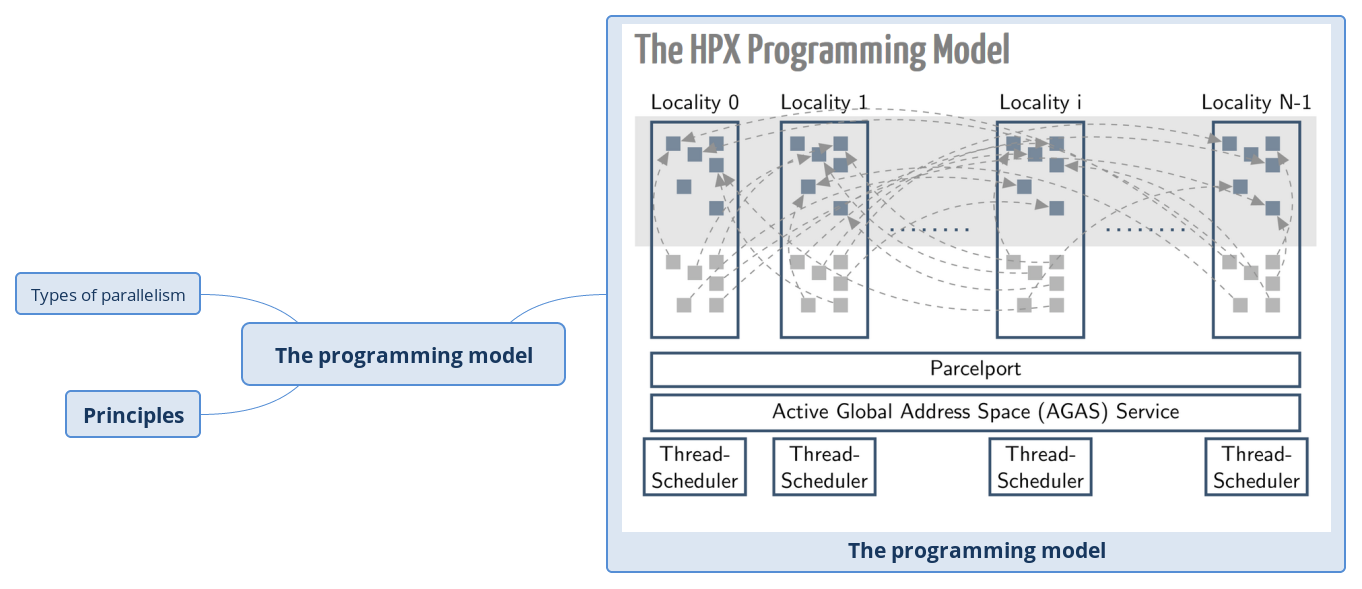 Types of parallelism
The programming model
Principles
The HPX Programming Model
Locality 0
Locality 1
Locality i
Locality N-1
Parcelport
Active Global Address Space (AGAS) Service
Thread-
Scheduler
Thread-
Scheduler
Thread-
Scheduler
Thread-
Scheduler
The programming model